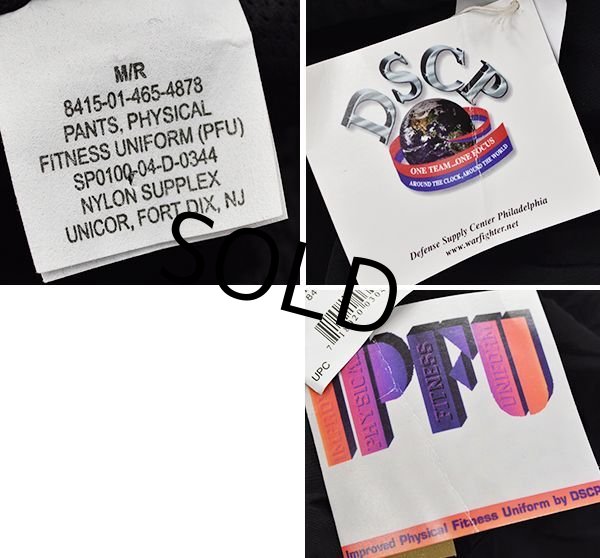 M/R
8415-01-465-4878
PANTS, PHYSICAL
FITNESS UNIFORM (PFU)
SP0100-04-D-0344
NYLON SUPPLEX
UNICOR, FORT DIX, NJ
DSCP
ONE TEAM...ONE FOCUS
AROUND THE CLOCK, AROUND THE WORLD
Defense Supply Center Philadelphia
www.warfighter.net
SOLD
UPC
IPFU
PHYSICAL
FITNESS
UNIFORM
Improved Physical Fitness Uniform by DSCP